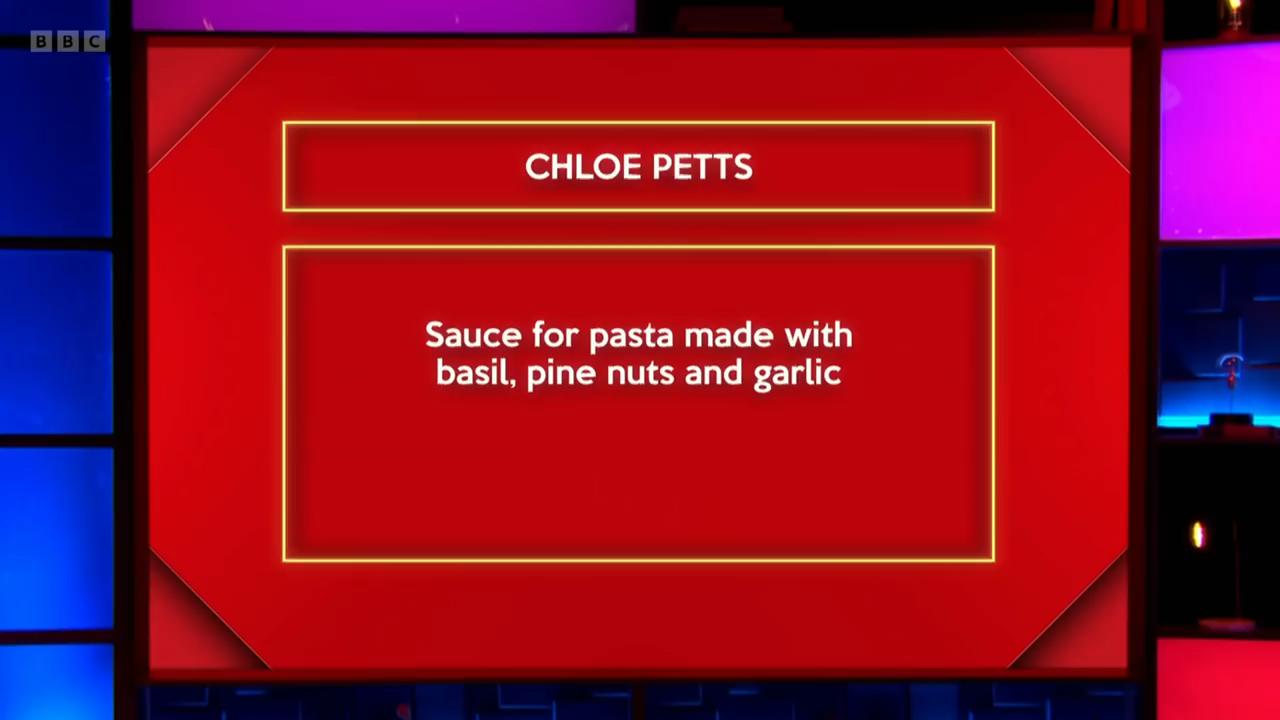 BBC
CHLOE PETTS
Sauce for pasta made with
basil, pine nuts and garlic